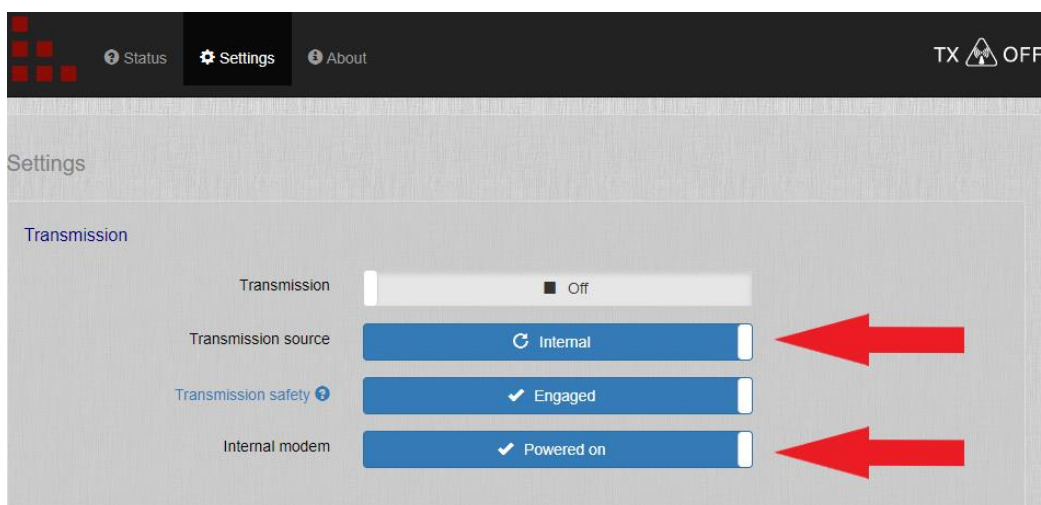 Status Settings About TX OFF
Settings
Transmission
Transmission Off
Transmission source Internal
Transmission safety Engaged
Internal modem Powered on